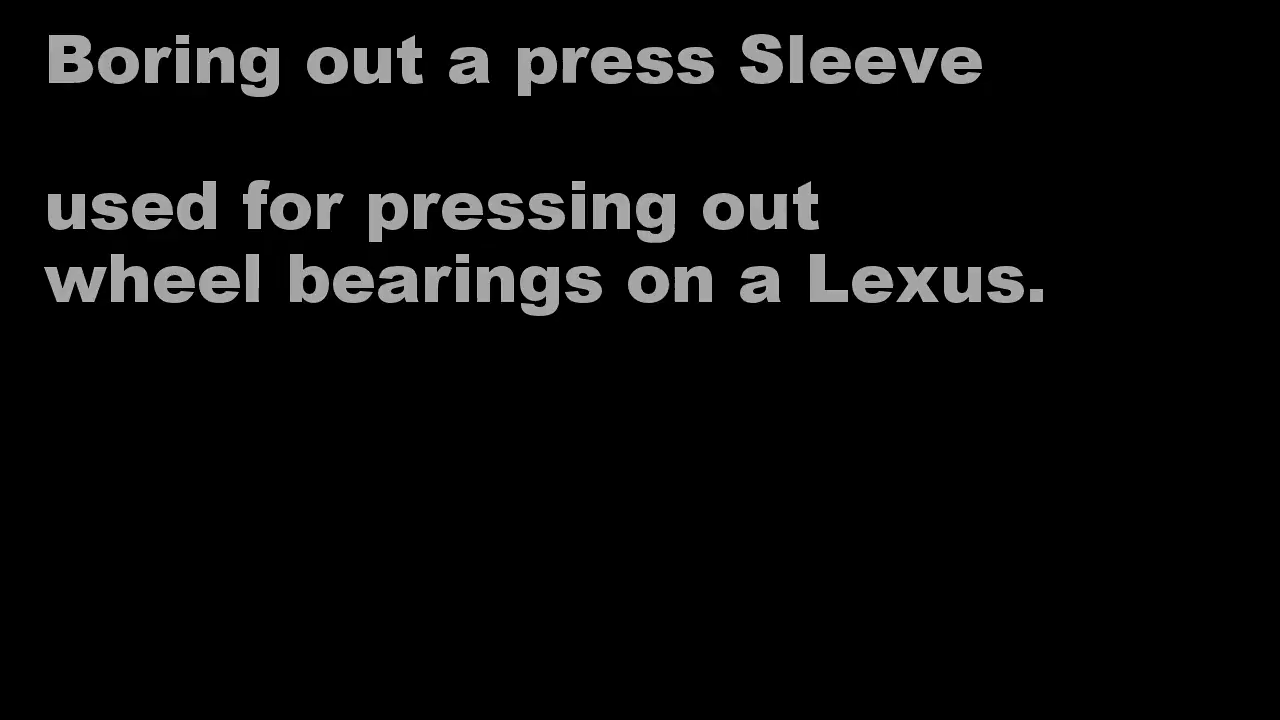 Boring out a press Sleeve
used for pressing out
wheel bearings on a Lexus.